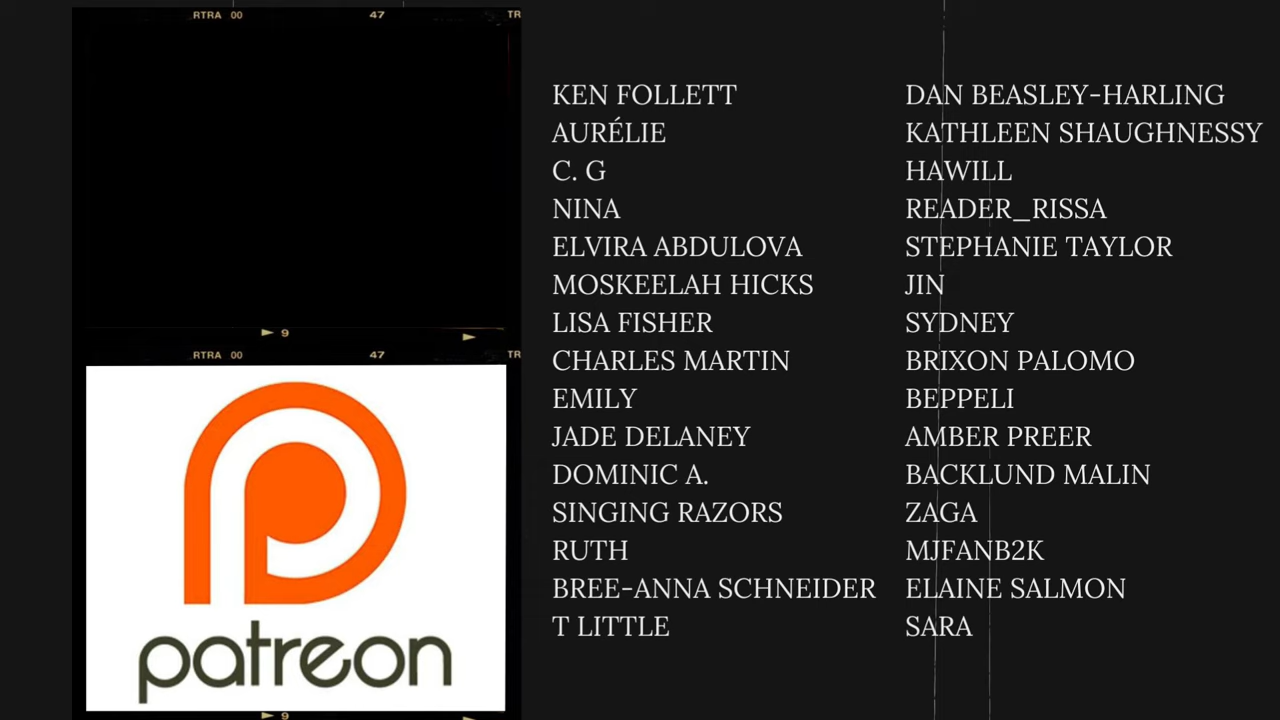 RTRA 00 47 TR
9
RTRA 00 47 TR
patreon
9
KEN FOLLETT
AURÉLIE
C. G
NINA
ELVIRA ABDULOVA
MOSKEELAH HICKS
LISA FISHER
CHARLES MARTIN
EMILY
JADE DELANEY
DOMINIC A.
SINGING RAZORS
RUTH
BREE-ANNA SCHNEIDER
T LITTLE
DAN BEASLEY-HARLING
KATHLEEN SHAUGHNESSY
HAWILL
READER_RISSA
STEPHANIE TAYLOR
JIN
SYDNEY
BRIXON PALOMO
BEPPELI
AMBER PREER
BACKLUND MALIN
ZAGA
MJFANB2K
ELAINE SALMON
SARA